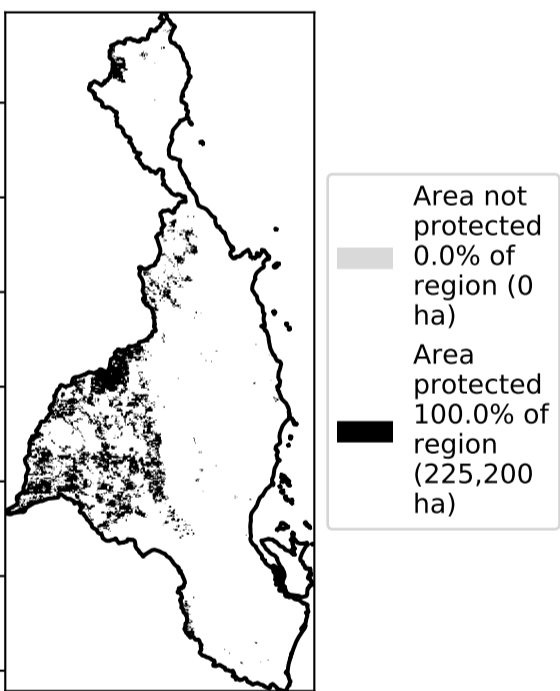 Area not
protected
0.0% of
region (0
ha)
Area
protected
100.0% of
region
(225,200
ha)